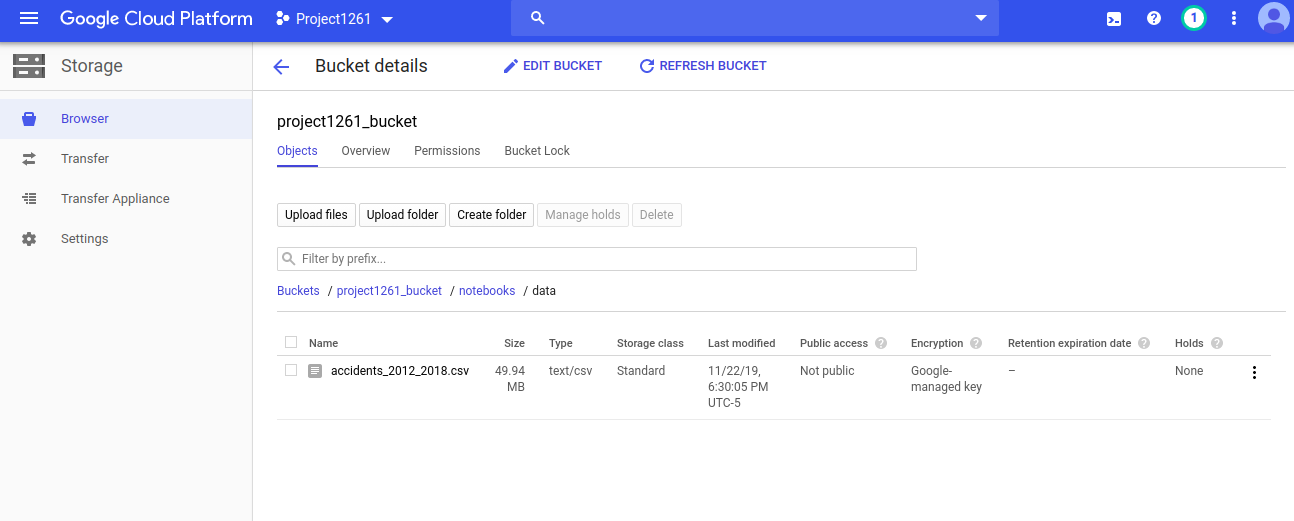 Google Cloud Platform
Project1261
1
Storage
Bucket details
EDIT BUCKET
REFRESH BUCKET
Browser
Transfer
Transfer Appliance
Settings
project1261_bucket
Objects Overview Permissions Bucket Lock
Upload files Upload folder Create folder Manage holds Delete
Filter by prefix...
Buckets / project1261_bucket / notebooks / data
Name Size Type Storage class Last modified Public access ? Encryption ? Retention expiration date ? Holds ?
accidents_2012_2018.csv 49.94 text/csv Standard 11/22/19, Not public Google- – None
MB 6:30:05 PM managed key
UTC-5